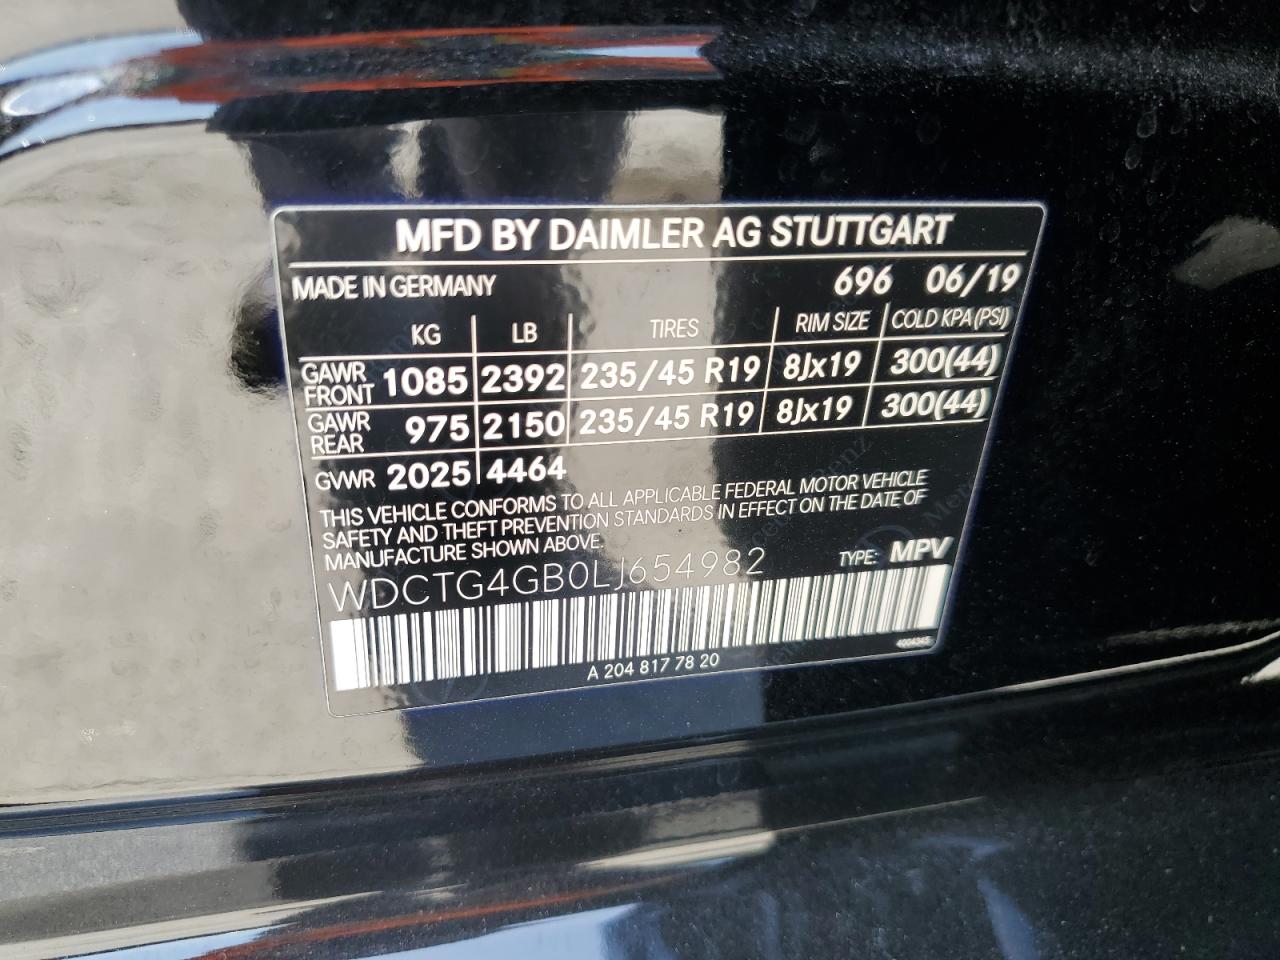 MFD BY DAIMLER AG STUTTGART
MADE IN GERMANY 696 06/19
KG LB TIRES RIM SIZE COLD KPA (PSI)
GAWR FRONT 1085 2392 235/45 R19 8Jx19 300(44)
GAWR REAR 975 2150 235/45 R19 8Jx19 300(44)
GVWR 2025 4464
THIS VEHICLE CONFORMS TO ALL APPLICABLE FEDERAL MOTOR VEHICLE
SAFETY AND THEFT PREVENTION STANDARDS IN EFFECT ON THE DATE OF
MANUFACTURE SHOWN ABOVE.
WDCTG4GB0LJ654982 TYPE: MPV
4004345
A 204 817 78 20